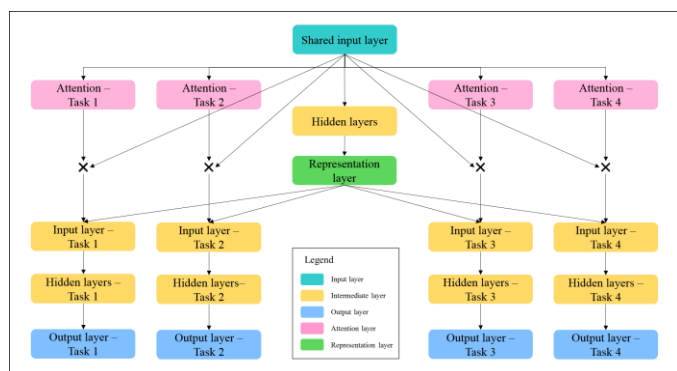 Shared input layer
Attention –
Task 1
Attention –
Task 2
Attention –
Task 3
Attention –
Task 4
Hidden layers
Representation
layer
Input layer –
Task 1
Input layer –
Task 2
Input layer –
Task 3
Input layer –
Task 4
Hidden layers –
Task 1
Hidden layers–
Task 2
Hidden layers –
Task 3
Hidden layers –
Task 4
Output layer –
Task 1
Output layer –
Task 2
Output layer –
Task 3
Output layer –
Task 4
Legend
Input layer
Intermediate layer
Output layer
Attention layer
Representation layer